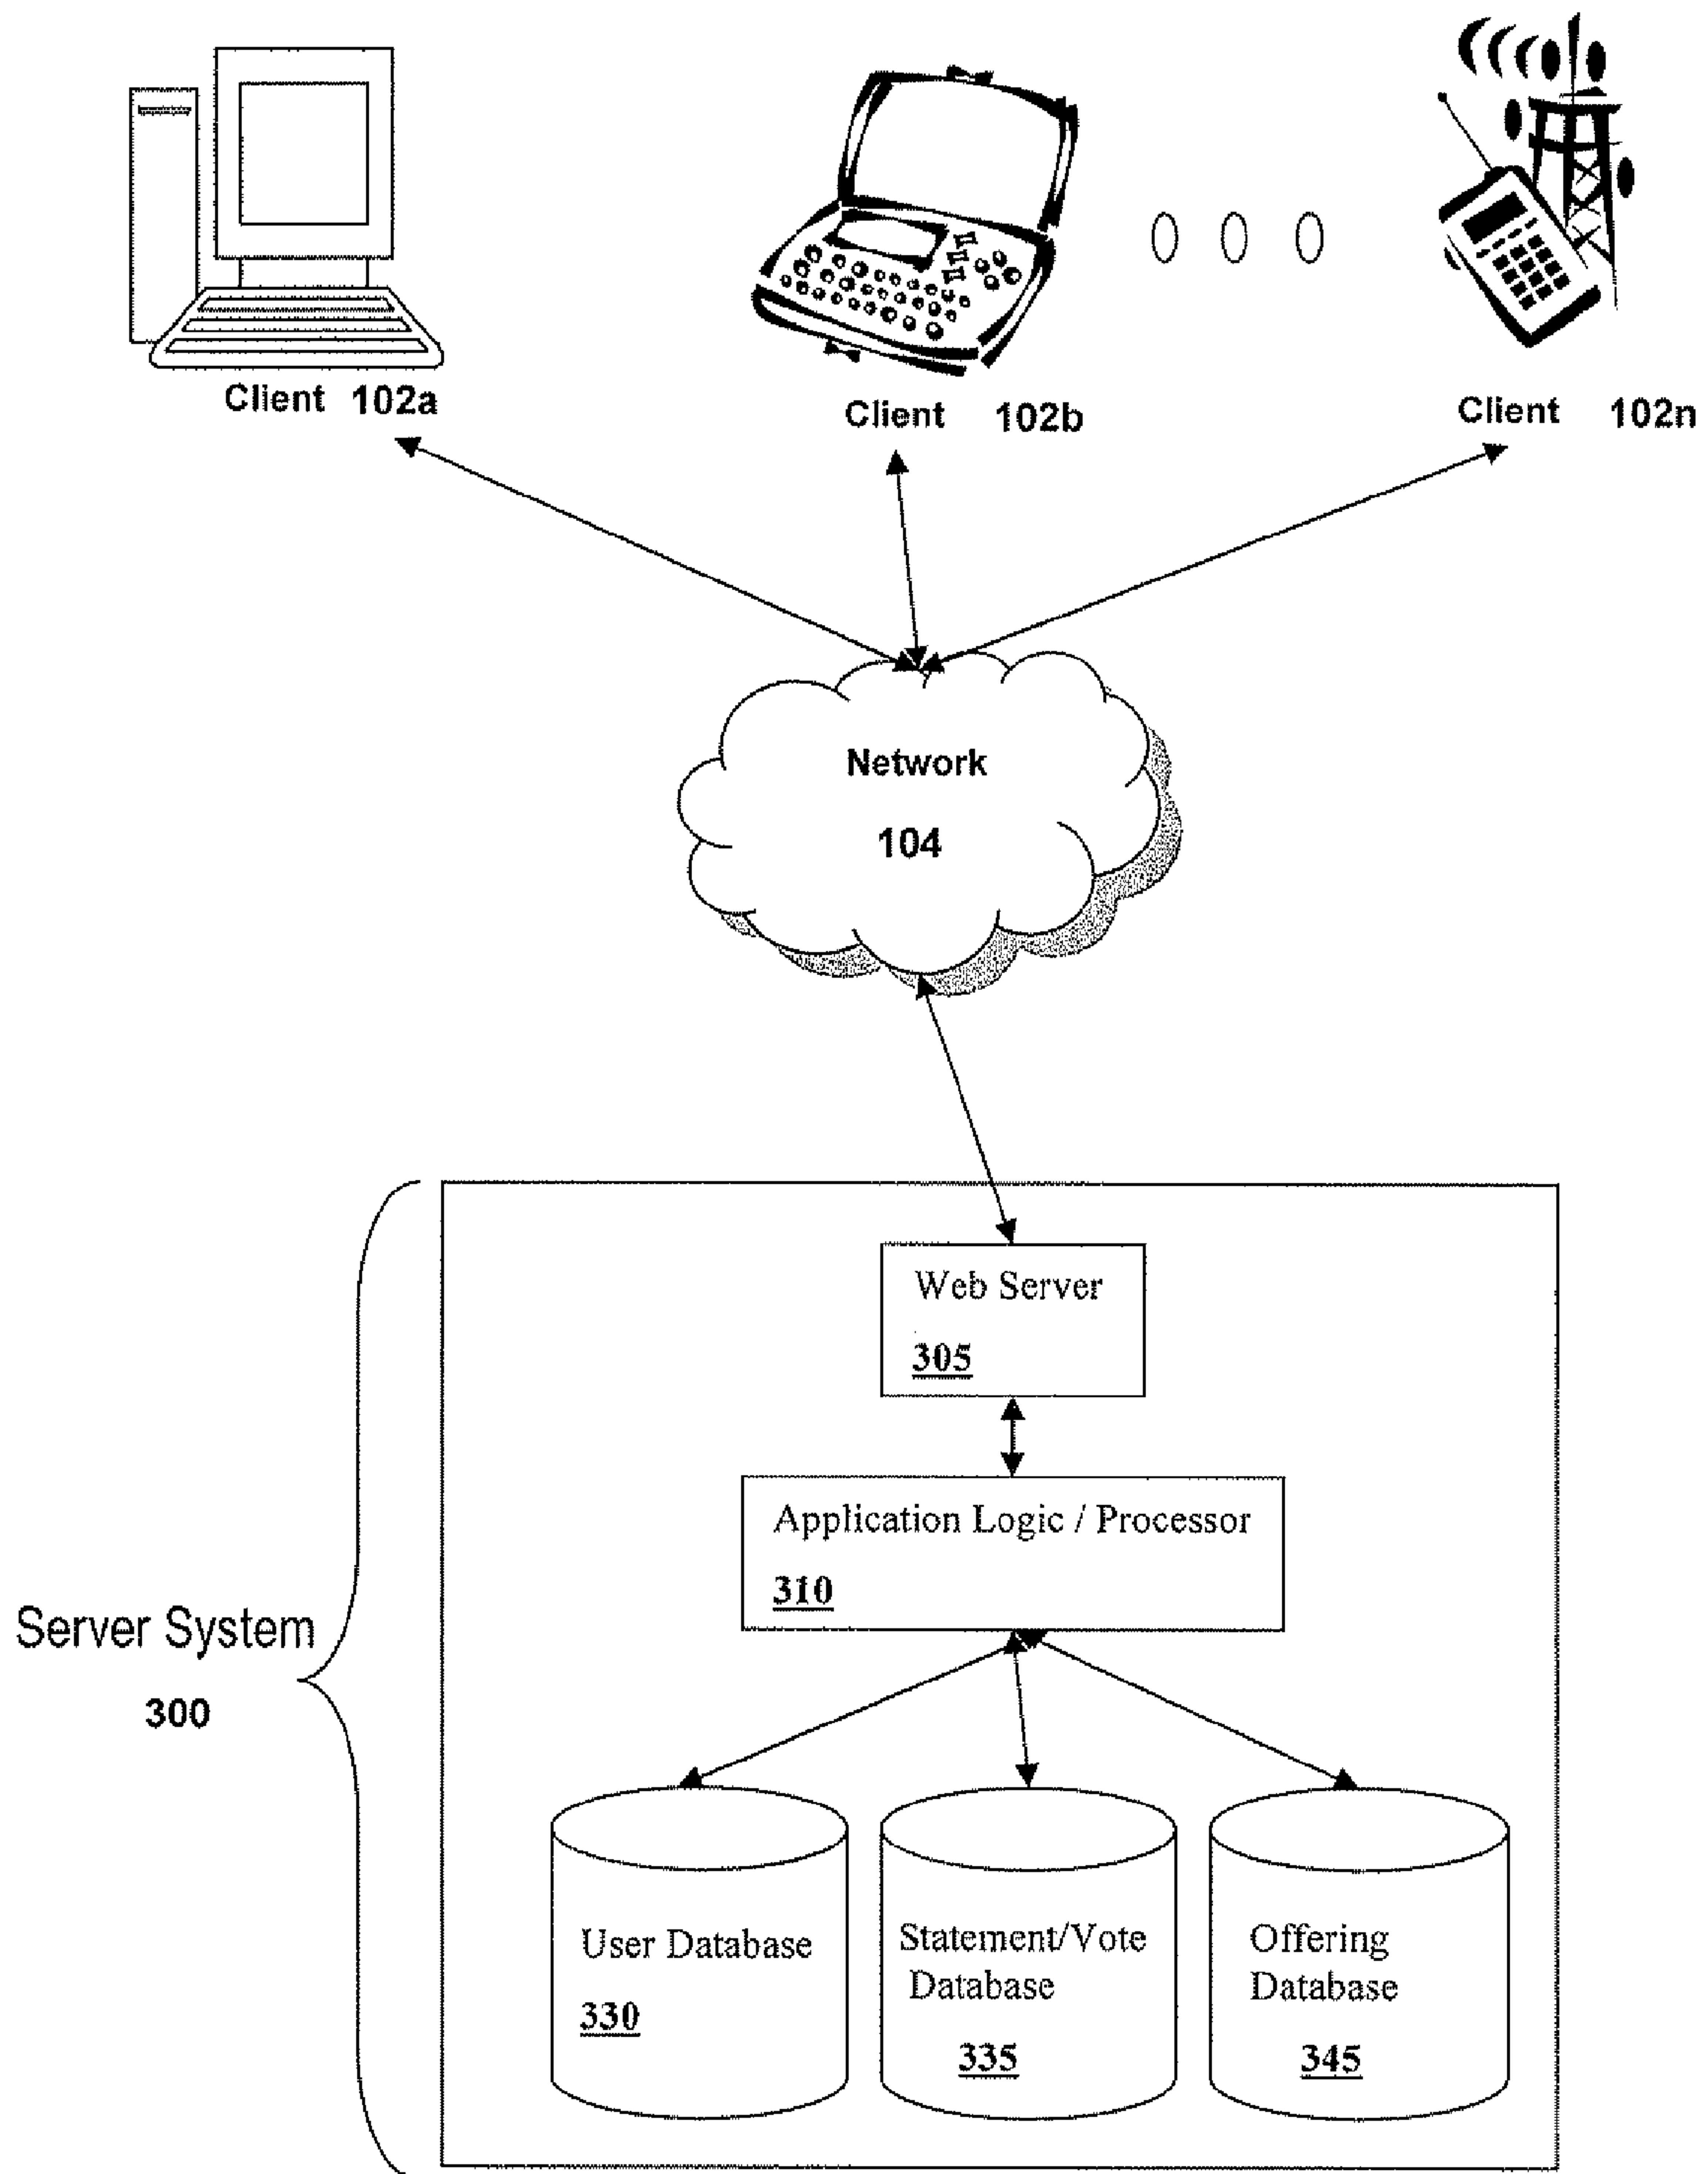 Client 102a
Client 102b
Client 102n
Network
104
Web Server
305
Application Logic / Processor
310
Server System
300
User Database
330
Statement/Vote
Database
335
Offering
Database
345